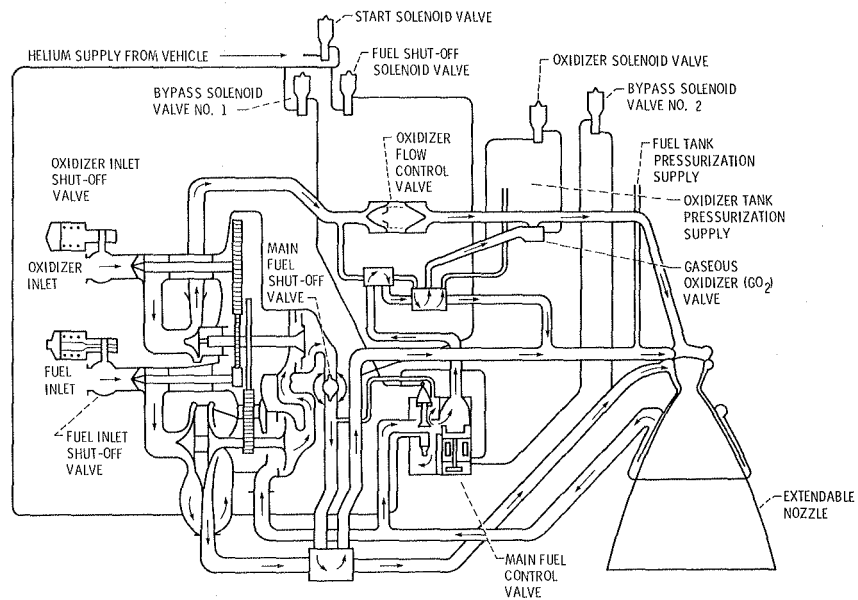 START SOLENOID VALVE
HELIUM SUPPLY FROM VEHICLE
FUEL SHUT-OFF
SOLENOID VALVE
OXIDIZER SOLENOID VALVE
BYPASS SOLENOID
VALVE NO. 1
BYPASS SOLENOID
VALVE NO. 2
OXIDIZER
FLOW
CONTROL
VALVE
FUEL TANK
PRESSURIZATION
SUPPLY
OXIDIZER INLET
SHUT-OFF
VALVE
OXIDIZER TANK
PRESSURIZATION
SUPPLY
OXIDIZER
INLET
MAIN
FUEL
SHUT-OFF
VALVE
GASEOUS
OXIDIZER (GO2)
VALVE
FUEL
INLET
FUEL INLET
SHUT-OFF
VALVE
EXTENDABLE
NOZZLE
MAIN FUEL
CONTROL
VALVE